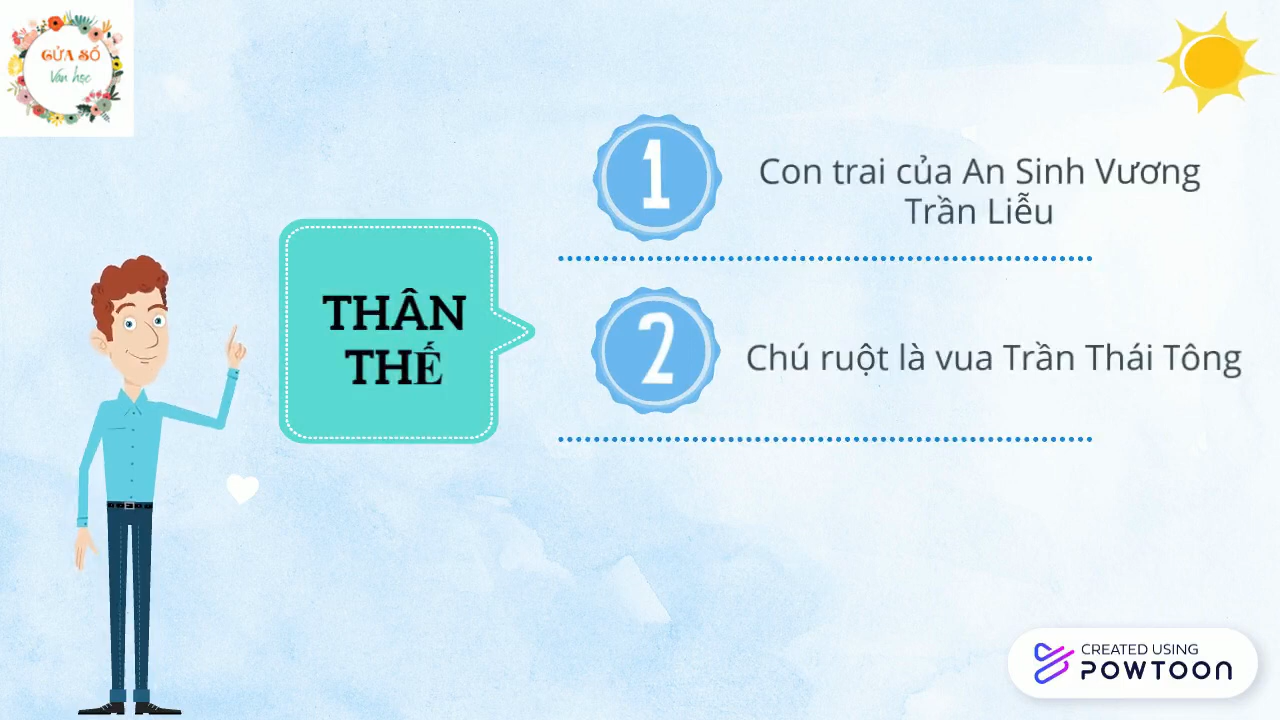 CỬA SỔ
Văn học
1
Con trai của An Sinh Vương
Trần Liễu
THÂN
THẾ
2
Chú ruột là vua Trần Thái Tông
CREATED USING
POWTOON